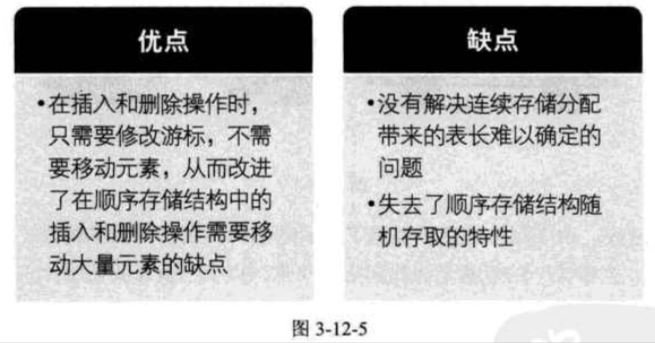 优点
•在插入和删除操作时，
只需要修改游标，不需
要移动元素，从而改进
了在顺序存储结构中的
插入和删除操作需要移
动大量元素的缺点
缺点
•没有解决连续存储分配
带来的表长难以确定的
问题
•失去了顺序存储结构随
机存取的特性
图 3-12-5